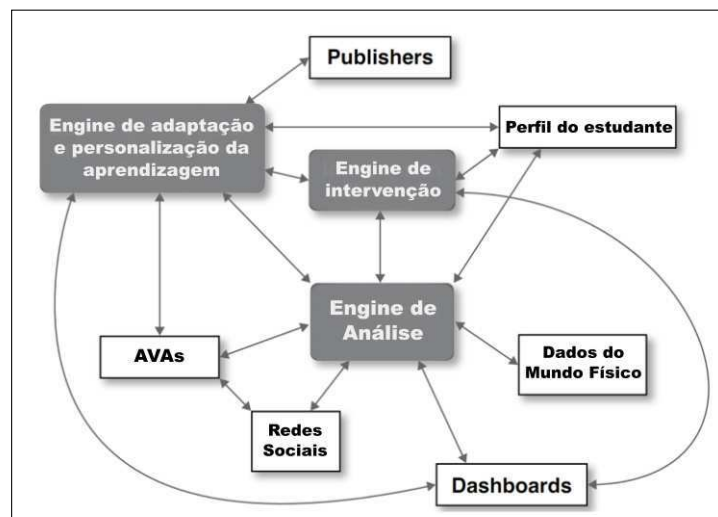 Publishers
Engine de adaptação
e personalização da
aprendizagem
Perfil do estudante
Engine de
intervenção
Engine de
Análise
AVAs
Dados do
Mundo Físico
Redes
Sociais
Dashboards